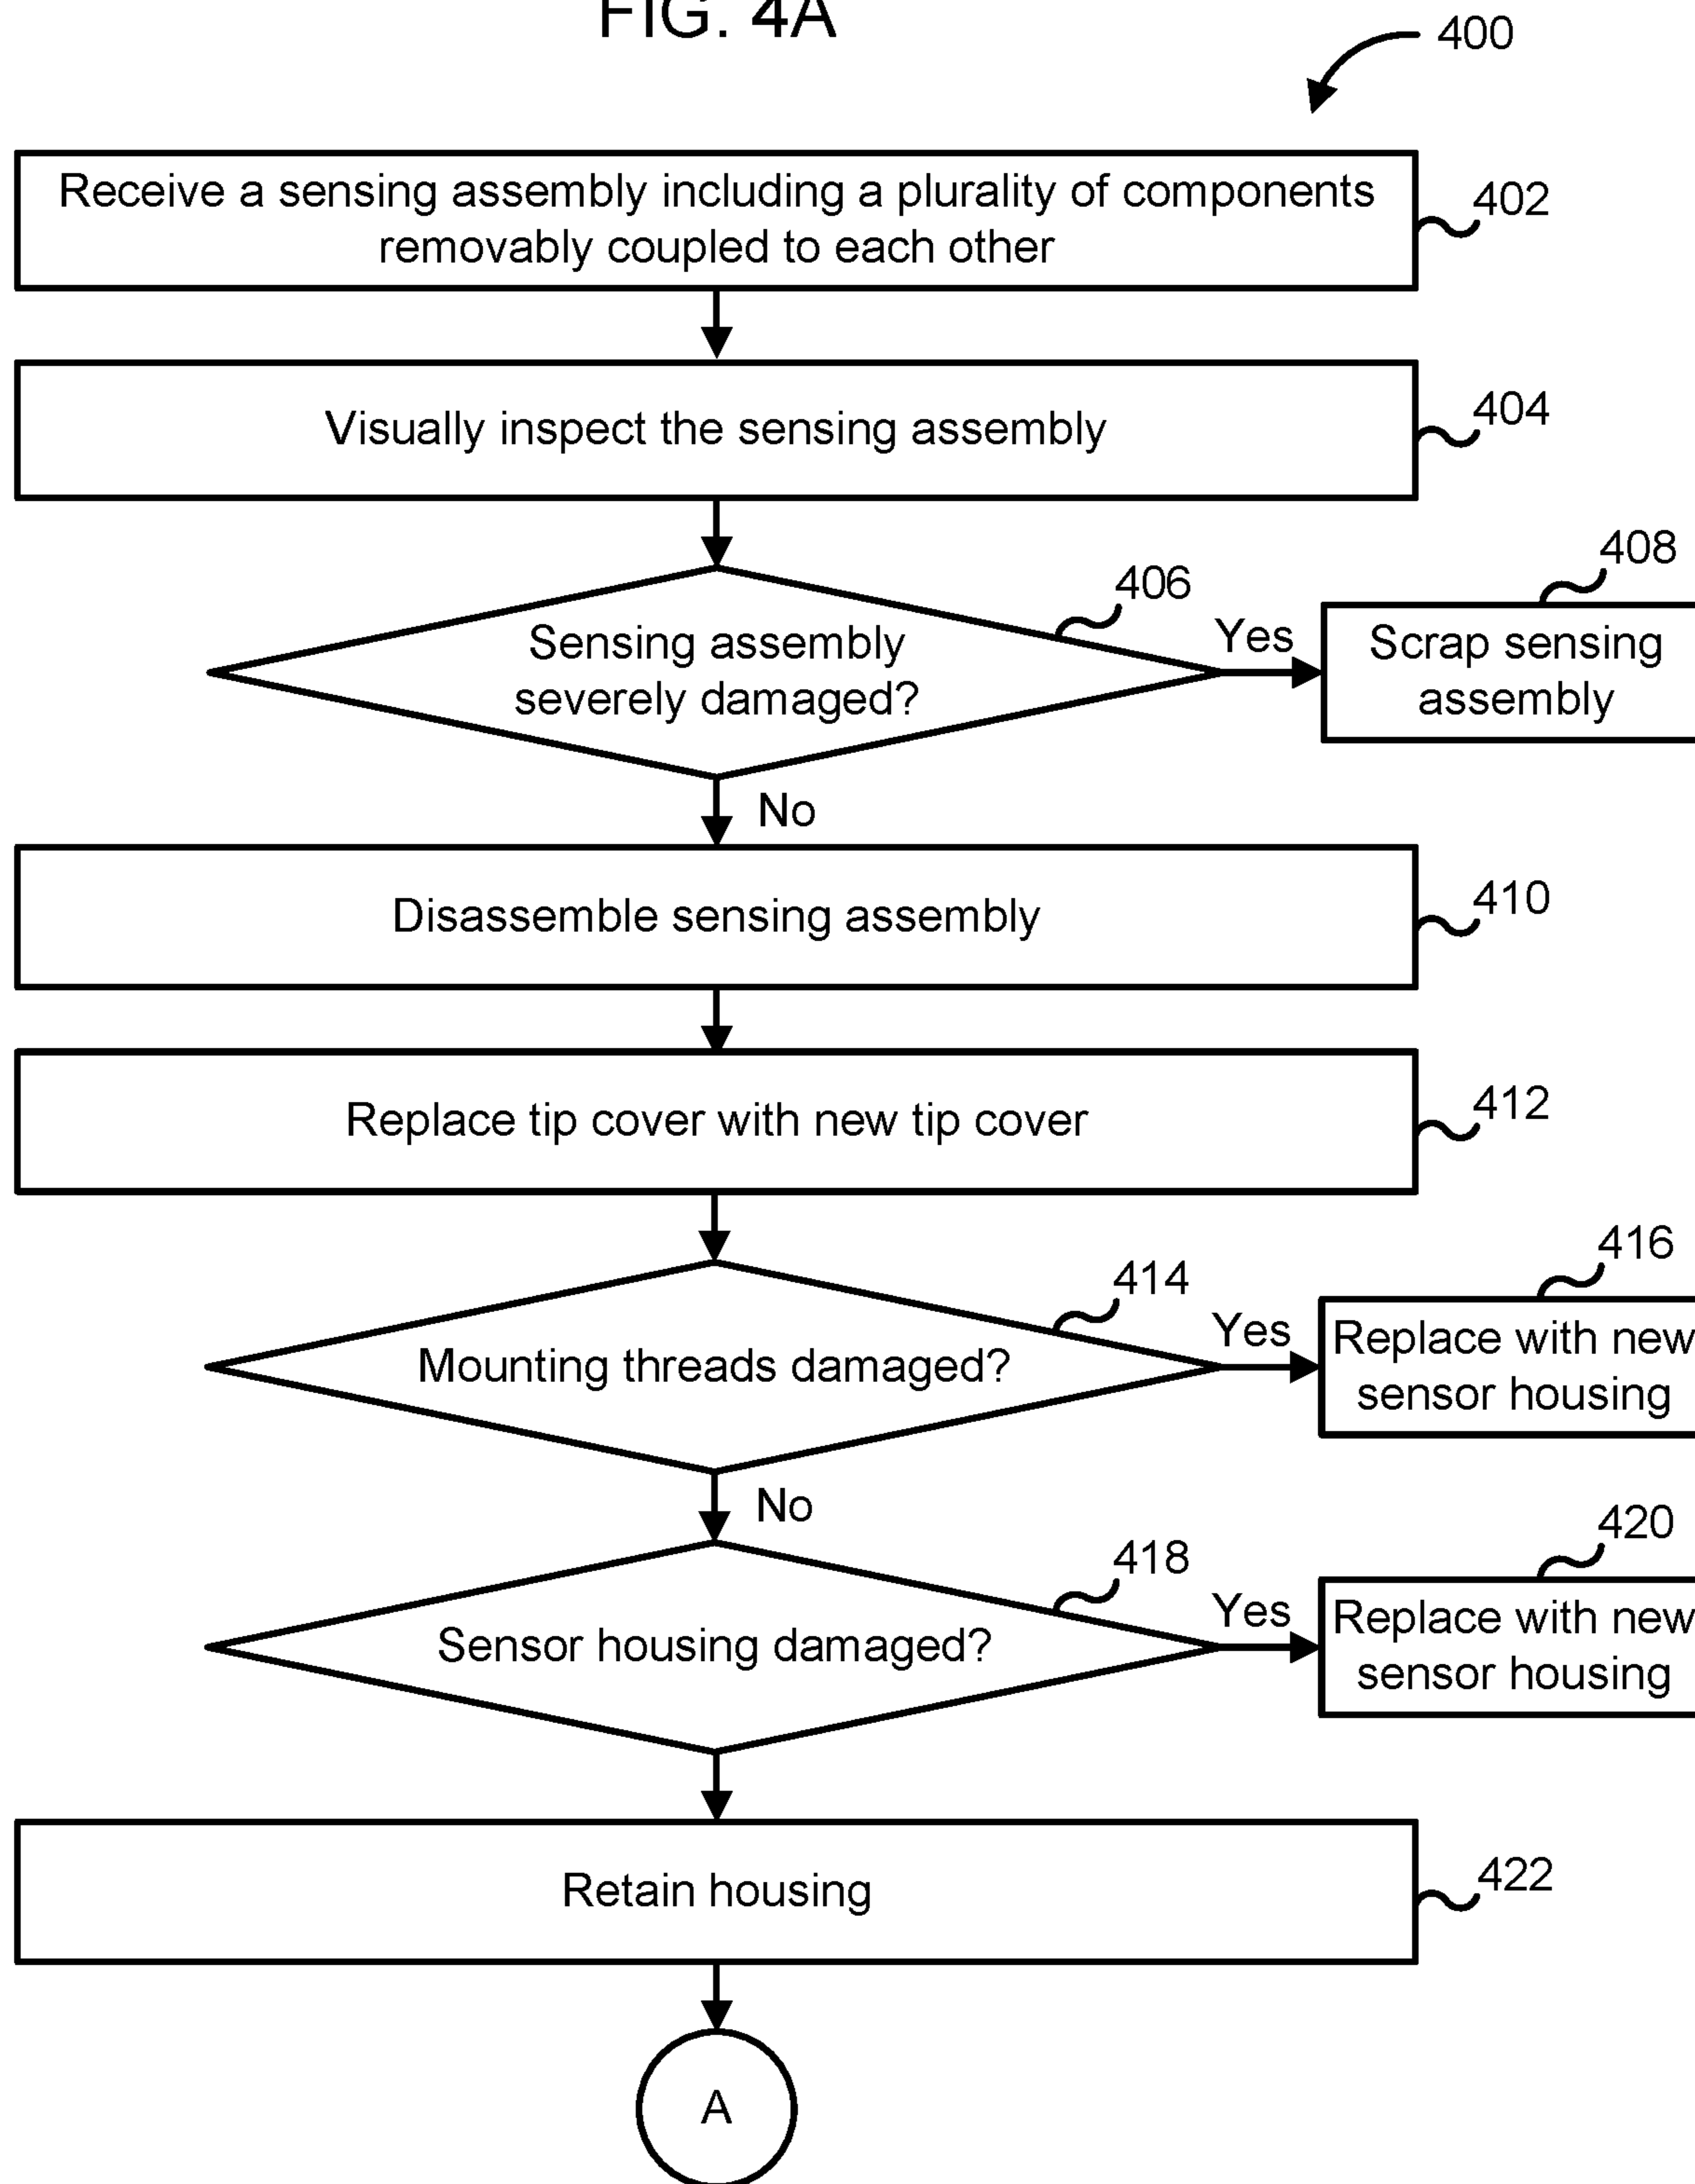 FIG. 4A
400
Receive a sensing assembly including a plurality of components
removably coupled to each other
402
Visually inspect the sensing assembly
404
408
406
Sensing assembly
severely damaged?
Yes
Scrap sensing
assembly
No
Disassemble sensing assembly
410
Replace tip cover with new tip cover
412
416
414
Mounting threads damaged?
Yes
Replace with new
sensor housing
No
420
418
Sensor housing damaged?
Yes
Replace with new
sensor housing
Retain housing
422
A